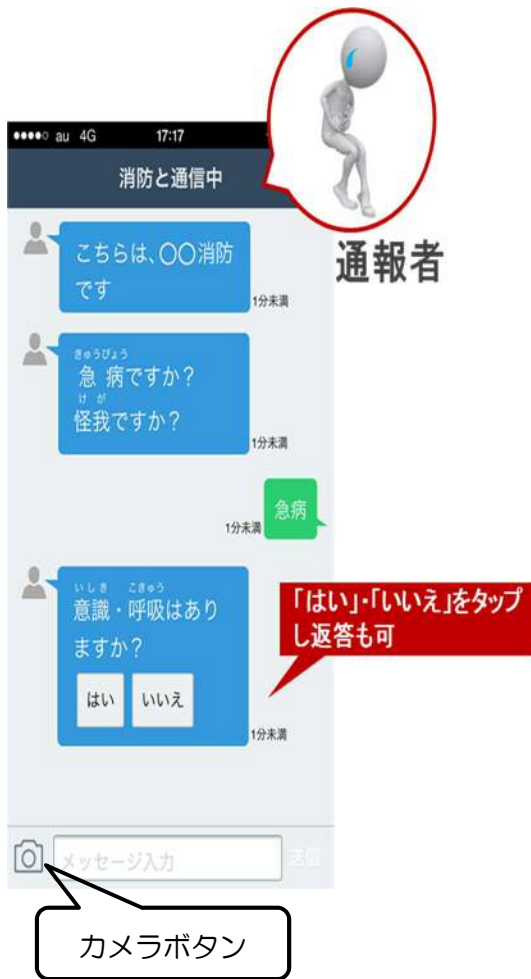 au 4G 17:17
消防と通信中
通報者
こちらは、〇〇消防
です
1分未満
きゅうびょう
急病ですか?
けが
怪我ですか?
1分未満
急病
1分未満
いしき こきゅう
意識・呼吸はあり
ますか?
はい いいえ
1分未満
「はい」・「いいえ」をタップ
し返答も可
メッセージ入力 送信
カメラボタン